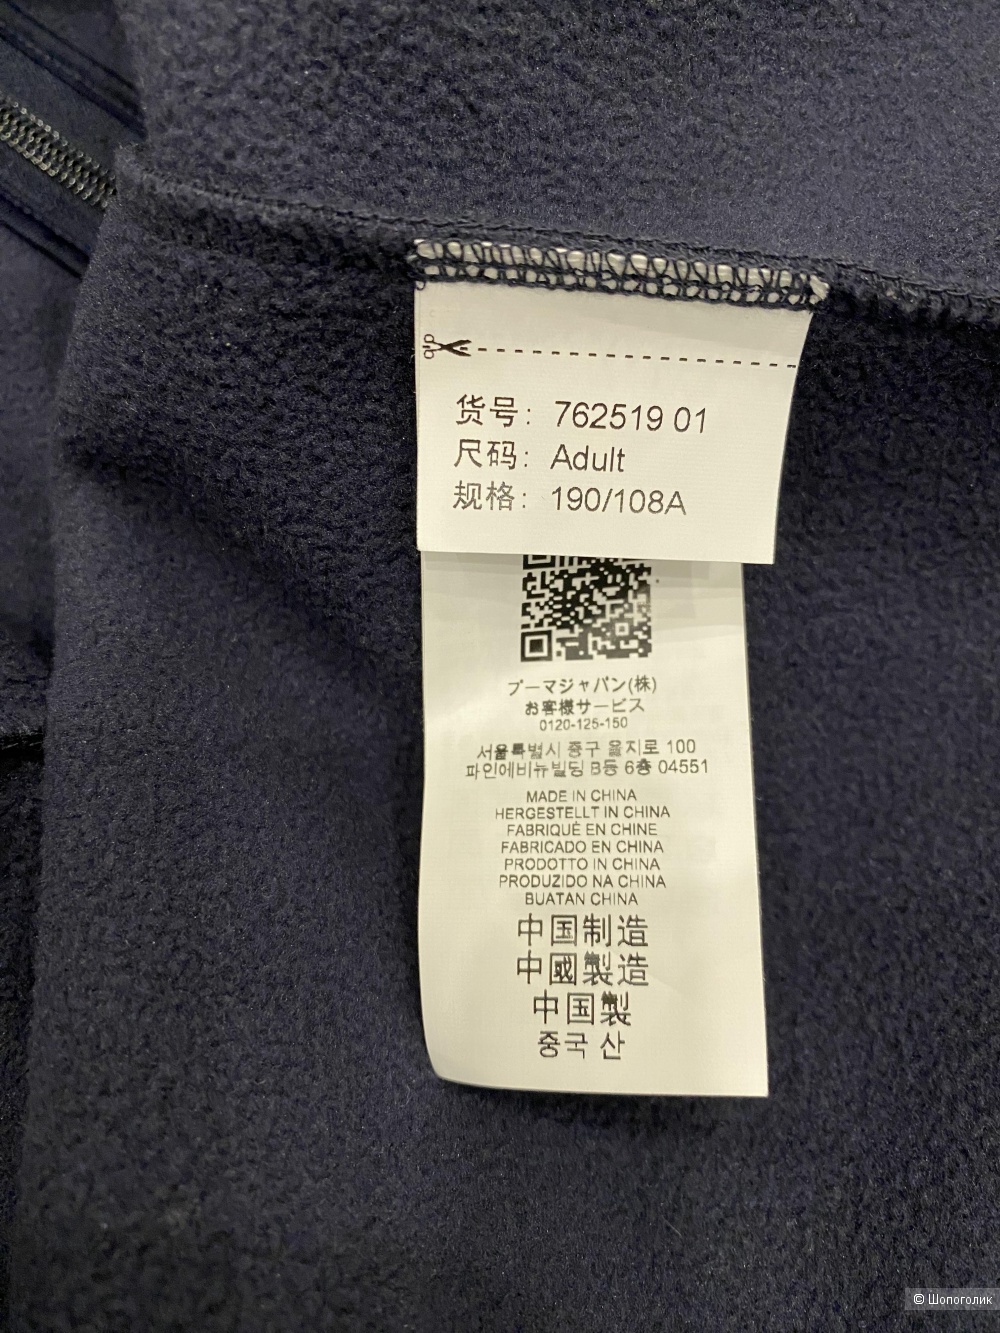 货号: 762519 01
尺码: Adult
规格: 190/108A
プーマジャパン(株)
お客様サービス
0120-125-150
서울특별시 중구 을지로 100
파인에비뉴빌딩 B동 6층 04551
MADE IN CHINA
HERGESTELLT IN CHINA
FABRIQUÉ EN CHINE
FABRICADO EN CHINA
PRODOTTO IN CHINA
PRODUZIDO NA CHINA
BUATAN CHINA
中国制造
中國製造
中国製
중국 산
© Шопоголик